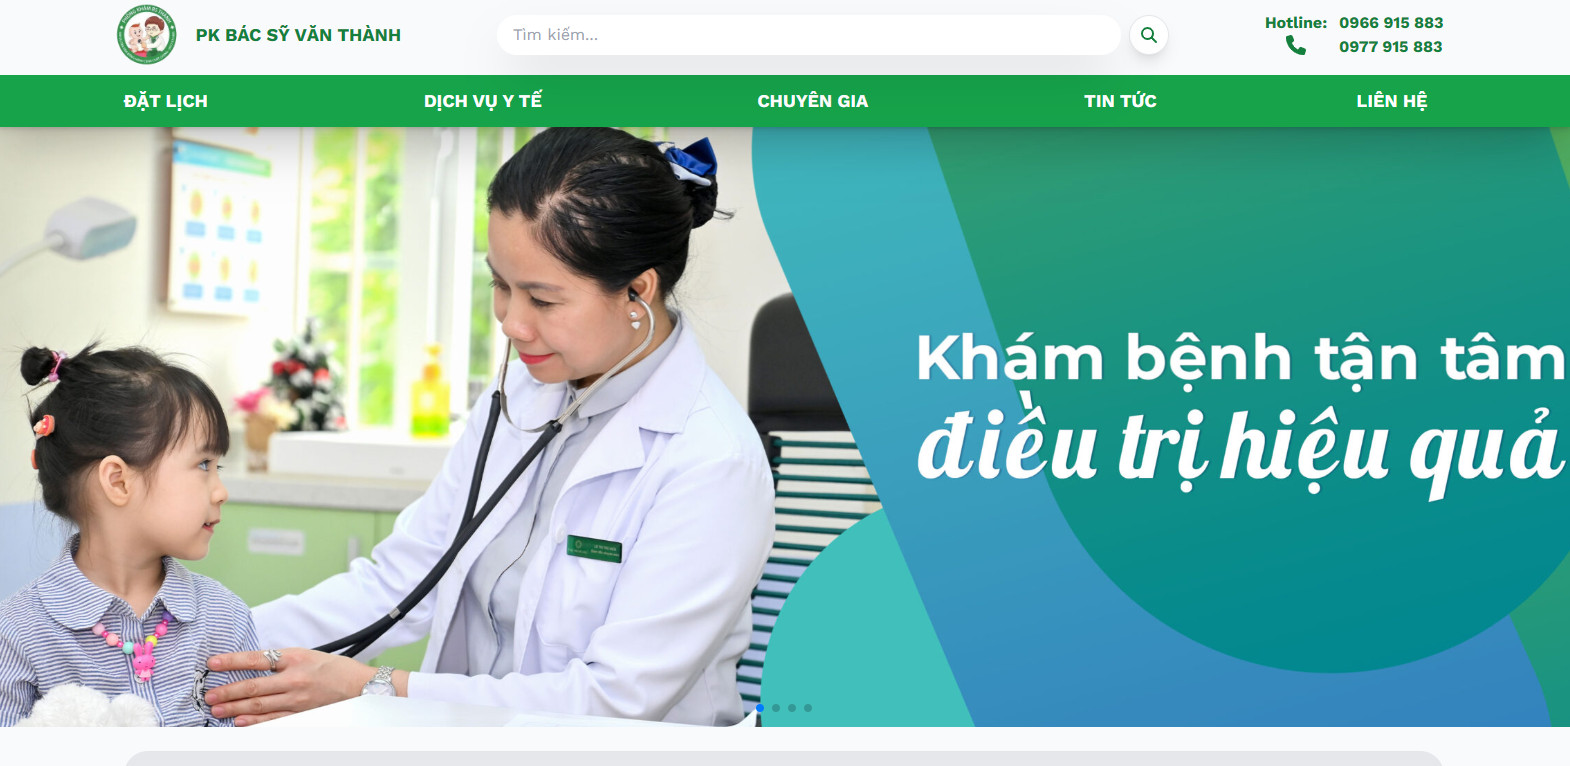 PK BÁC SỸ VĂN THÀNH
Tìm kiếm...
Hotline: 0966 915 883
0977 915 883
ĐẶT LỊCH
DỊCH VỤ Y TẾ
CHUYÊN GIA
TIN TỨC
LIÊN HỆ
Khám bệnh tận tâm
điều trị hiệu quả